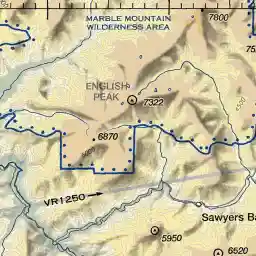 7800
MARBLE MOUNTAIN
WILDERNESS AREA
ENGLISH
PEAK
7322
6870
VR1250
Sawyers Ba
5950
6520